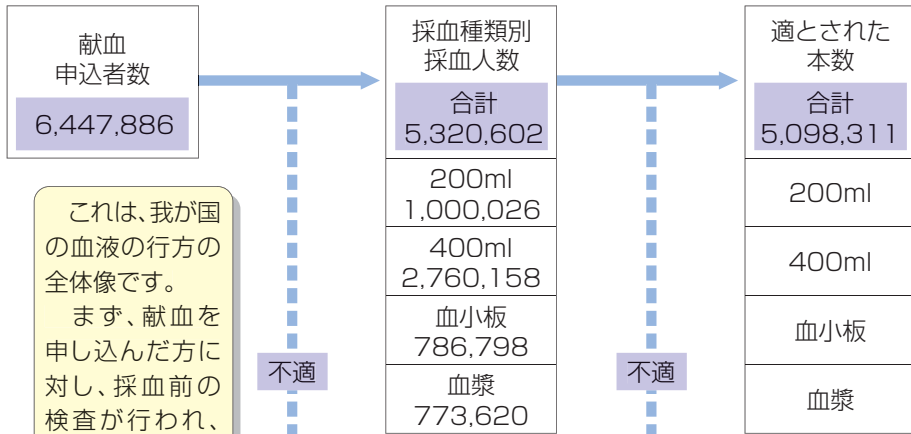 献血
申込者数
6,447,886
これは、我が国
の血液の行方の
全体像です。
まず、献血を
申し込んだ方に
対し、採血前の
検査が行われ、
不適
採血種類別
採血人数
合計
5,320,602
200ml
1,000,026
400ml
2,760,158
血小板
786,798
血漿
773,620
不適
適とされた
本数
合計
5,098,311
200ml
400ml
血小板
血漿